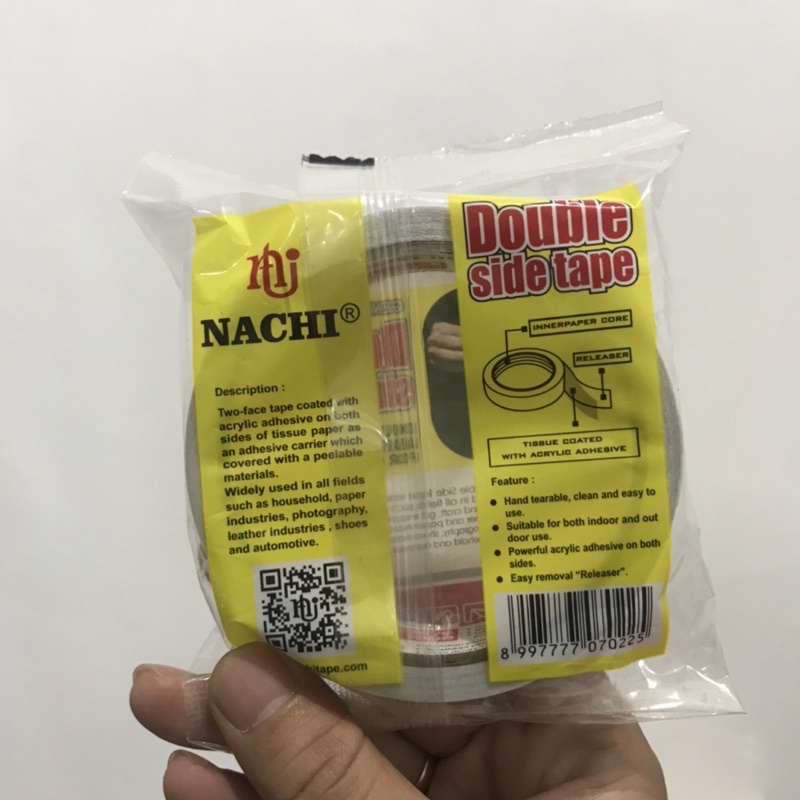 NACHI®
Description :
Two-face tape coated with
acrylic adhesive on both
sides of tissue paper as
an adhesive carrier which
covered with a peelable
materials.
Widely used in all fields
such as household, paper
industries, photography,
leather industries , shoes
and automotive.
hitape.com
Double
side tape
INNERPAPER CORE
RELEASER
TISSUE COATED
WITH ACRYLIC ADHESIVE
Feature :
• Hand tearable, clean and easy to
use.
• Suitable for both indoor and out
door use.
• Powerful acrylic adhesive on both
sides.
• Easy removal “Releaser”.
8 997777 070225